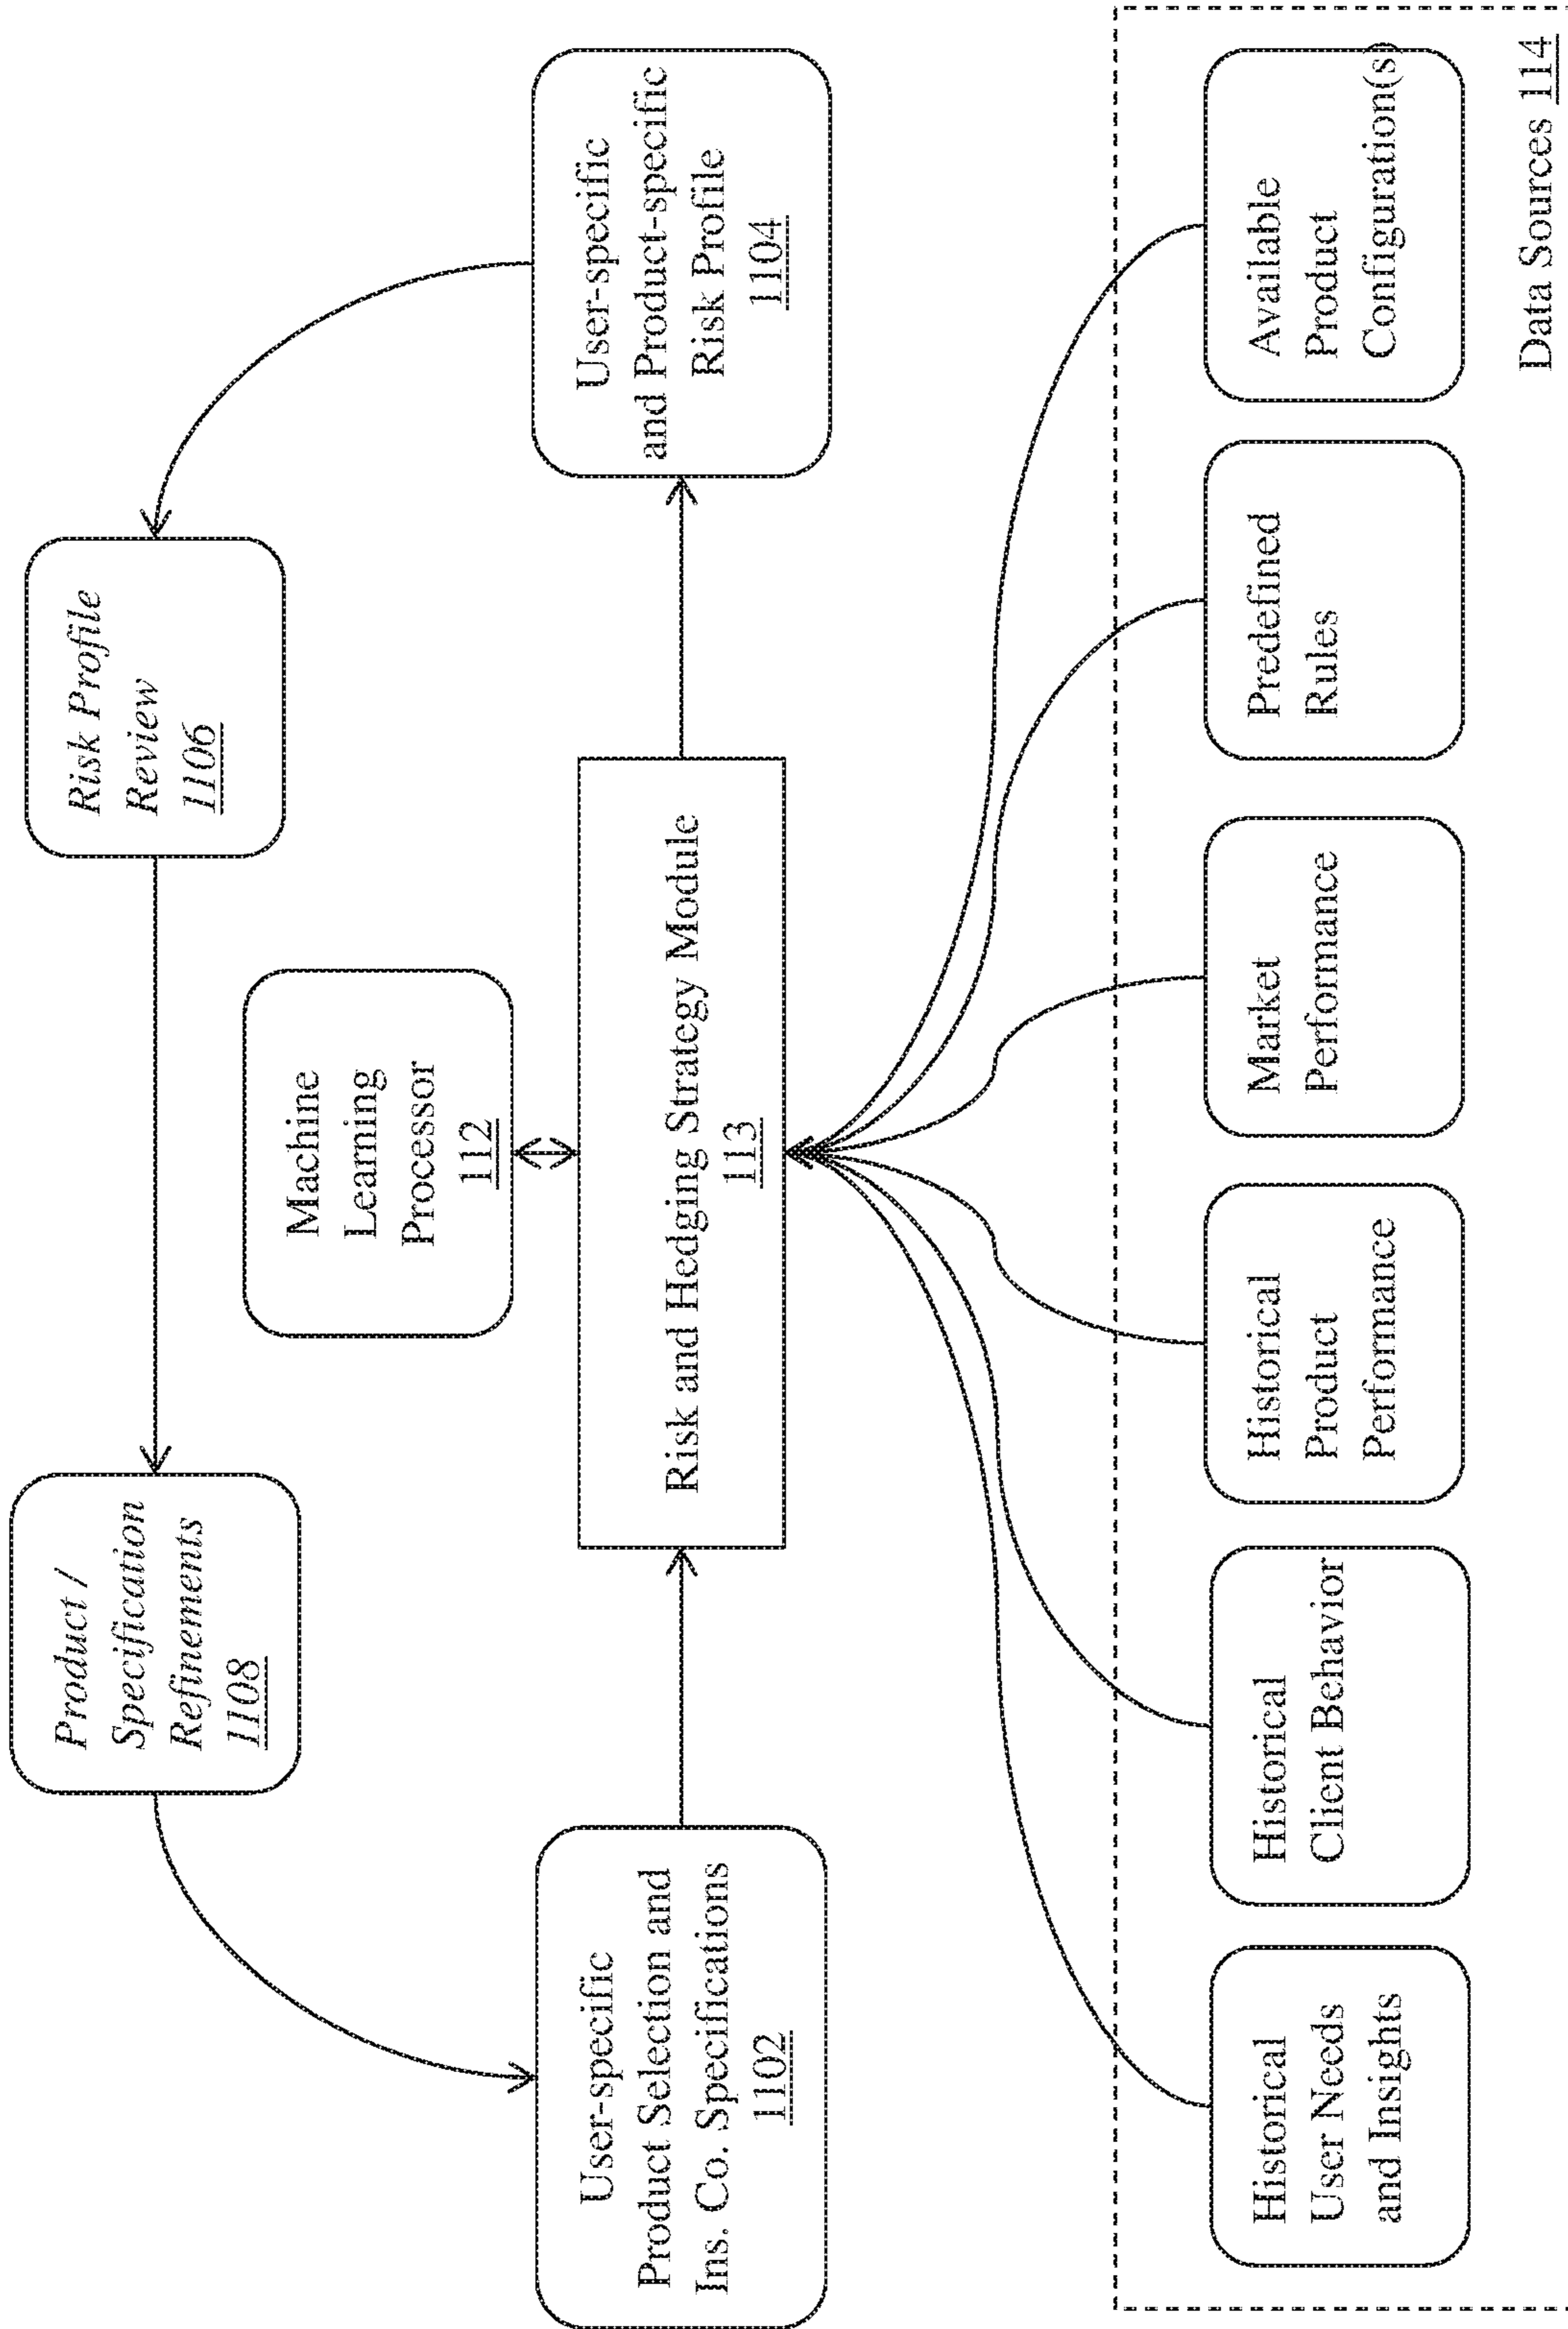 Product /
Specification
Refinements
1108
Risk Profile
Review
1106
Machine
Learning
Processor
112
User-specific
Product Selection and
Ins. Co. Specifications
1102
Risk and Hedging Strategy Module
113
User-specific
and Product-specific
Risk Profile
1104
Historical
User Needs
and Insights
Historical
Client Behavior
Historical
Product
Performance
Market
Performance
Predefined
Rules
Available
Product
Configuration(s)
Data Sources 114